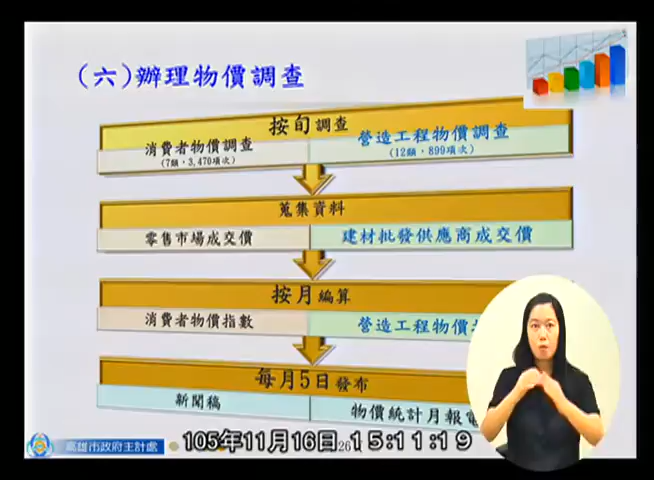 (六)辦理物價調查
按旬調查
消費者物價調查
(7類，3,470項次)
營造工程物價調查
(12類，899項次)
蒐集資料
零售市場成交價
建材批發供應商成交價
按月編算
消費者物價指數
營造工程物價
每月5日發布
新聞稿
物價統計月報
高雄市政府主計處
105年11月16日 15:11:19
26